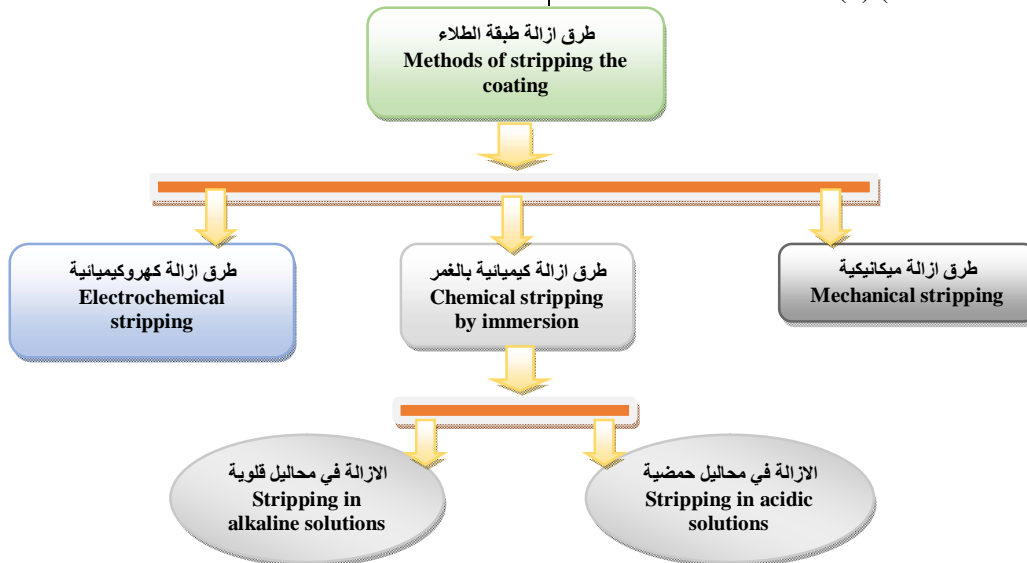 طرق ازالة طبقة الطلاء
Methods of stripping the
coating
طرق ازالة كهروكيميائية
Electrochemical
stripping
طرق ازالة كيميائية بالغمر
Chemical stripping
by immersion
طرق ازالة ميكانيكية
Mechanical stripping
الازالة في محاليل قلوية
Stripping in
alkaline solutions
الازالة في محاليل حمضية
Stripping in acidic
solutions